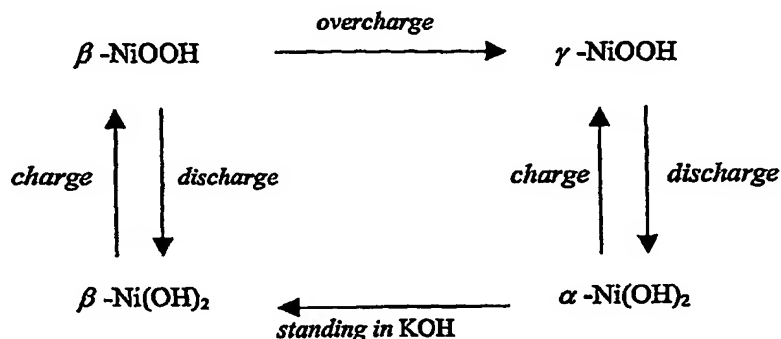 overcharge
β-NiOOH γ-NiOOH
charge discharge charge discharge
β-Ni(OH)₂ α-Ni(OH)₂
standing in KOH